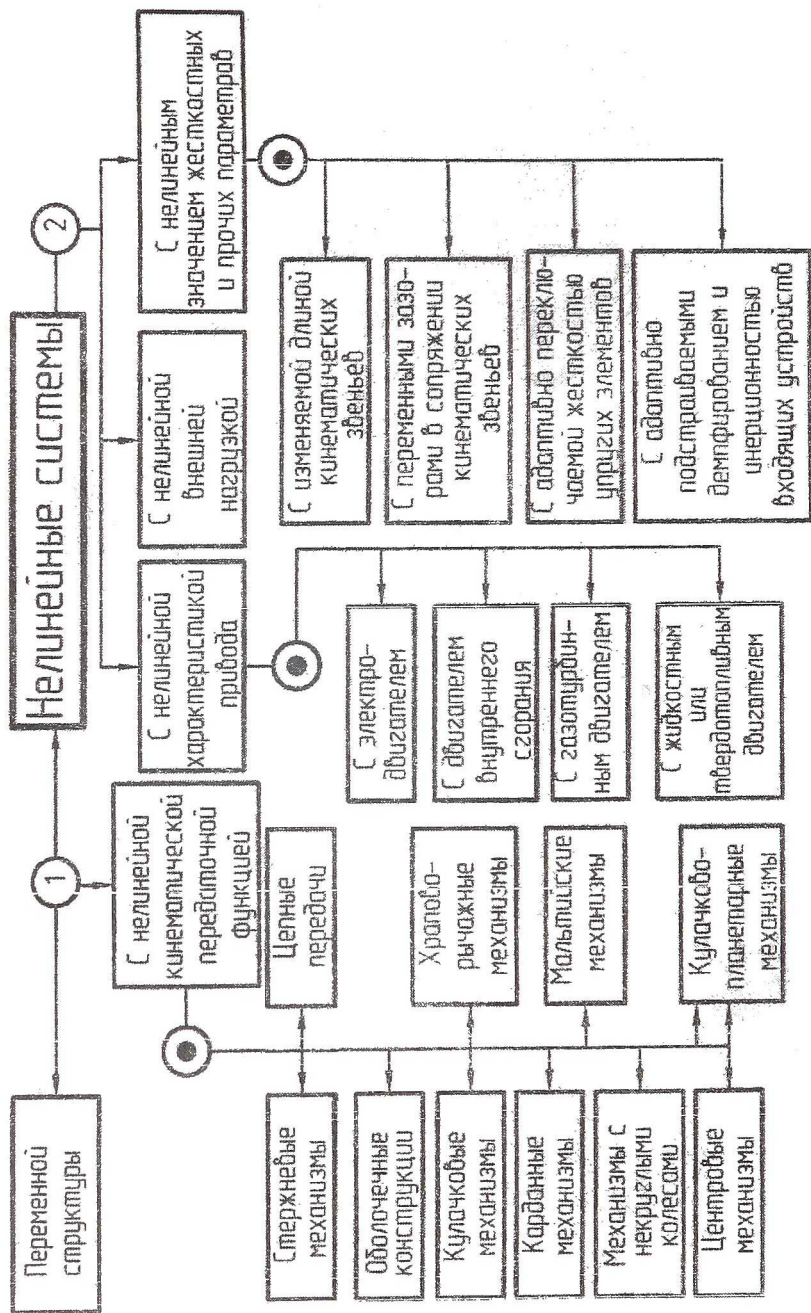 Нелинейные системы
1
2
Переменной
структуры
С нелинейной
кинематической
передаточной
функцией
С нелинейной
характеристикой
привода
С нелинейной
внешней
нагрузкой
С нелинейным
значением жесткостных
и прочих параметров
Стержневые
механизмы
Оболочечные
конструкции
Кулачковые
механизмы
Карданные
механизмы
Механизмы с
некруглыми
колесами
Центровые
механизмы
Цепные
передачи
Храпово-
рычажные
механизмы
Мальтийские
механизмы
Кулачково-
планетарные
механизмы
С электро-
двигателем
С двигателем
внутреннего
сгорания
С газотурбин-
ным двигателем
С жидкостным
или
твердотопливным
двигателем
С изменяемой длиной
кинематических
звеньев
С переменными зазо-
рами в сопряжении
кинематических
звеньев
С адаптивно переклю-
чаемой жесткостью
упругих элементов
С адаптивно
подстраиваемыми
демпфированием и
инерционностью
входящих устройств